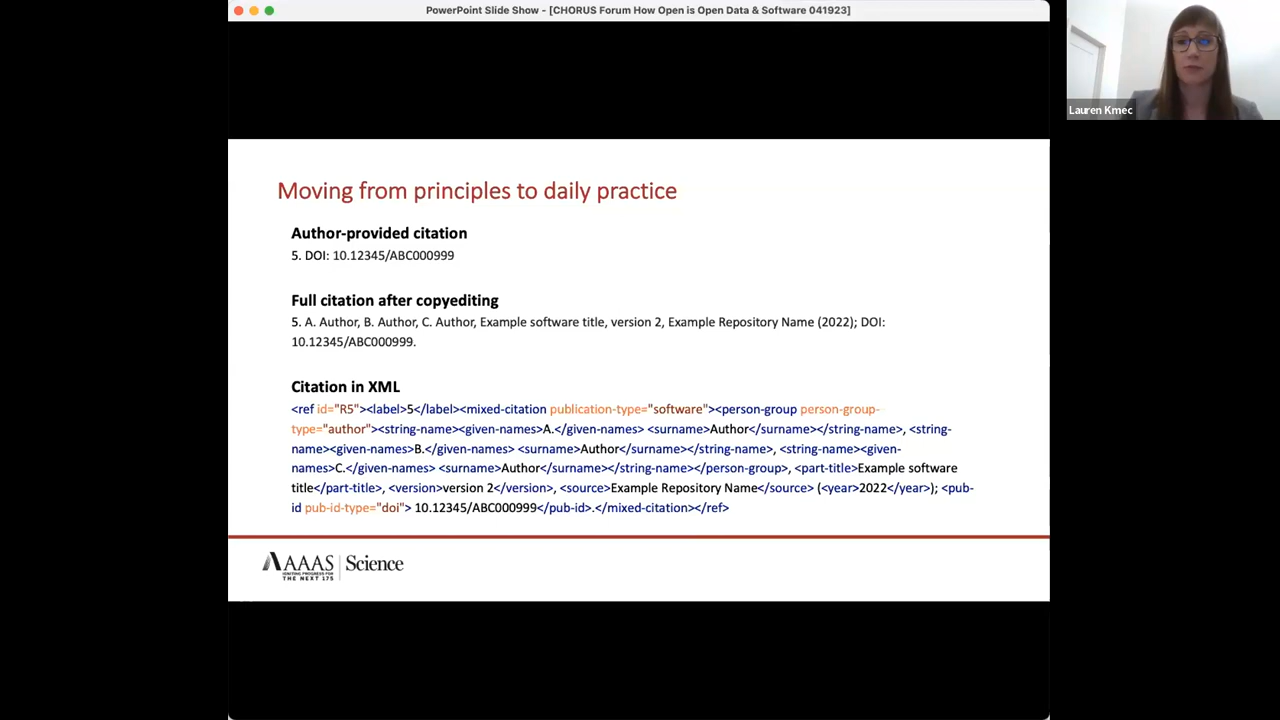 PowerPoint Slide Show - [CHORUS Forum How Open is Open Data & Software 041923]
Lauren Kmec
Moving from principles to daily practice
Author-provided citation
5. DOI: 10.12345/ABC000999
Full citation after copyediting
5. A. Author, B. Author, C. Author, Example software title, version 2, Example Repository Name (2022); DOI:
10.12345/ABC000999.
Citation in XML
<ref id="R5"><label>5</label><mixed-citation publication-type="software"><person-group person-group-
type="author"><string-name><given-names>A.</given-names> <surname>Author</surname></string-name>, <string-
name><given-names>B.</given-names> <surname>Author</surname></string-name>, <string-name><given-
names>C.</given-names> <surname>Author</surname></string-name></person-group>, <part-title>Example software
title</part-title>, <version>version 2</version>, <source>Example Repository Name</source> (<year>2022</year>); <pub-
id pub-id-type="doi"> 10.12345/ABC000999</pub-id>.</mixed-citation></ref>
AAAS | Science
IGNITING PROGRESS FOR
THE NEXT 175